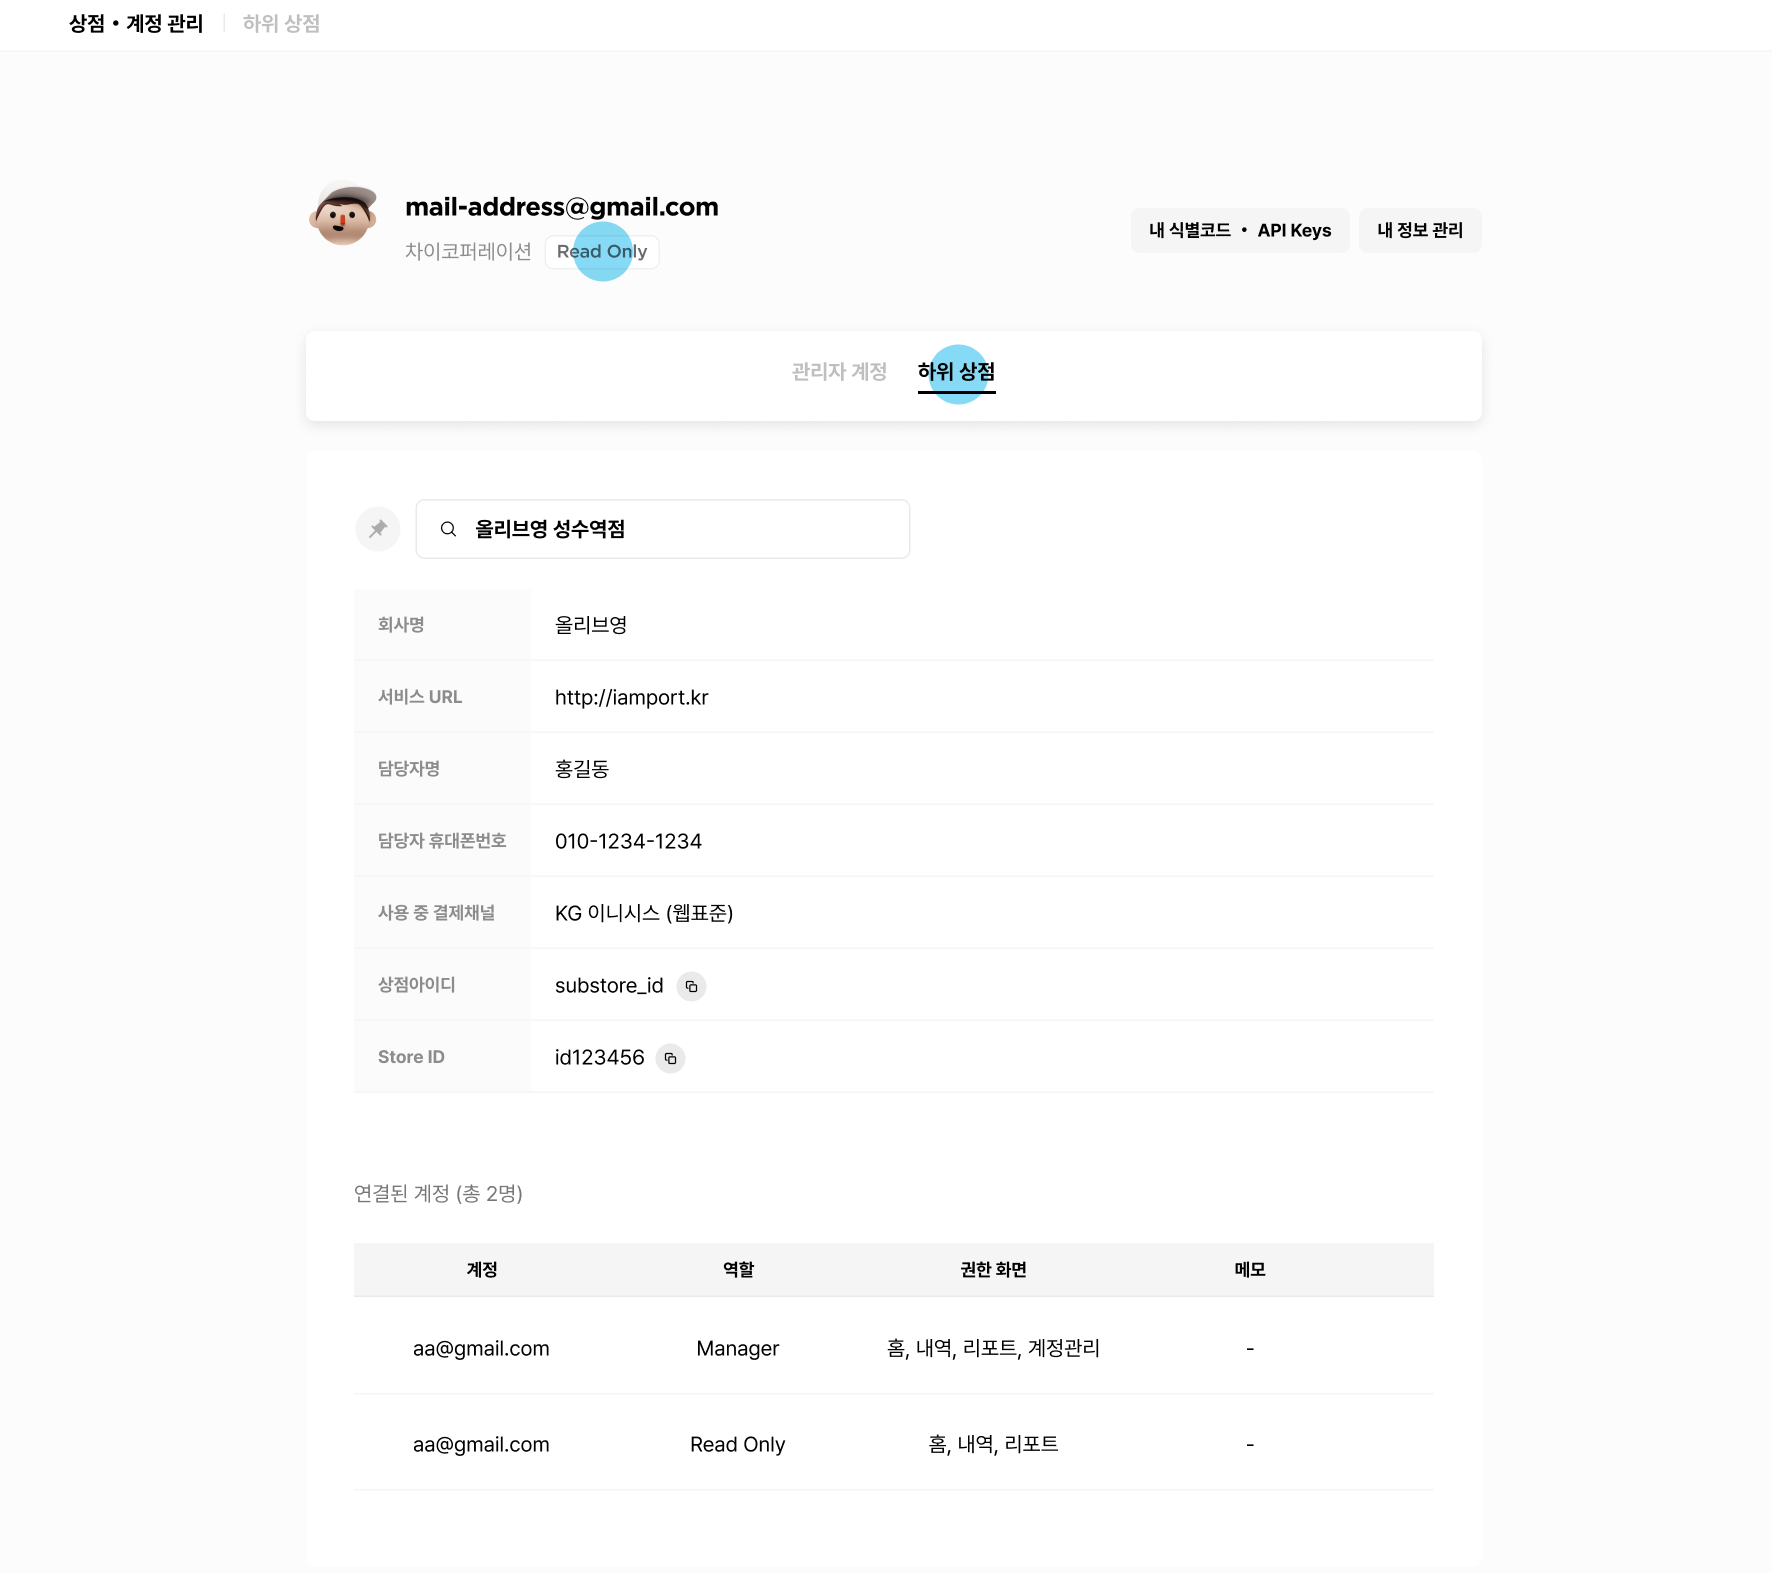 상점 • 계정 관리 하위 상점
mail-address@gmail.com
차이코퍼레이션 Read Only
내 식별코드 • API Keys 내 정보 관리
관리자 계정 하위 상점
올리브영 성수역점
회사명 올리브영
서비스 URL http://iamport.kr
담당자명 홍길동
담당자 휴대폰번호 010-1234-1234
사용 중 결제채널 KG 이니시스 (웹표준)
상점아이디 substore_id
Store ID id123456
연결된 계정 (총 2명)
계정 역할 권한 화면 메모
aa@gmail.com Manager 홈, 내역, 리포트, 계정관리 -
aa@gmail.com Read Only 홈, 내역, 리포트 -